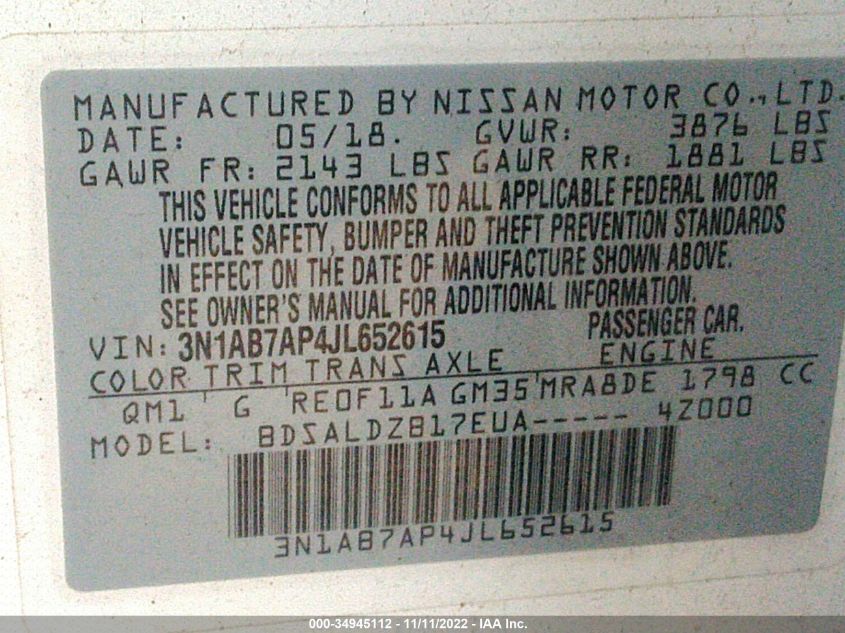 MANUFACTURED BY NISSAN MOTOR CO.,LTD.
DATE: 05/18. GVWR: 3876 LBS
GAWR FR: 2143 LBS GAWR RR: 1881 LBS
THIS VEHICLE CONFORMS TO ALL APPLICABLE FEDERAL MOTOR
VEHICLE SAFETY, BUMPER AND THEFT PREVENTION STANDARDS
IN EFFECT ON THE DATE OF MANUFACTURE SHOWN ABOVE.
SEE OWNER'S MANUAL FOR ADDITIONAL INFORMATION.
VIN: 3N1AB7AP4JL652615 PASSENGER CAR.
COLOR TRIM TRANS AXLE ENGINE
QM1 G RE0F11A GM35 MRA8DE 1798 CC
MODEL: BDSALDZB17EUA----- 4Z000
3N1AB7AP4JL652615
000-34945112 - 11/11/2022 - IAA Inc.